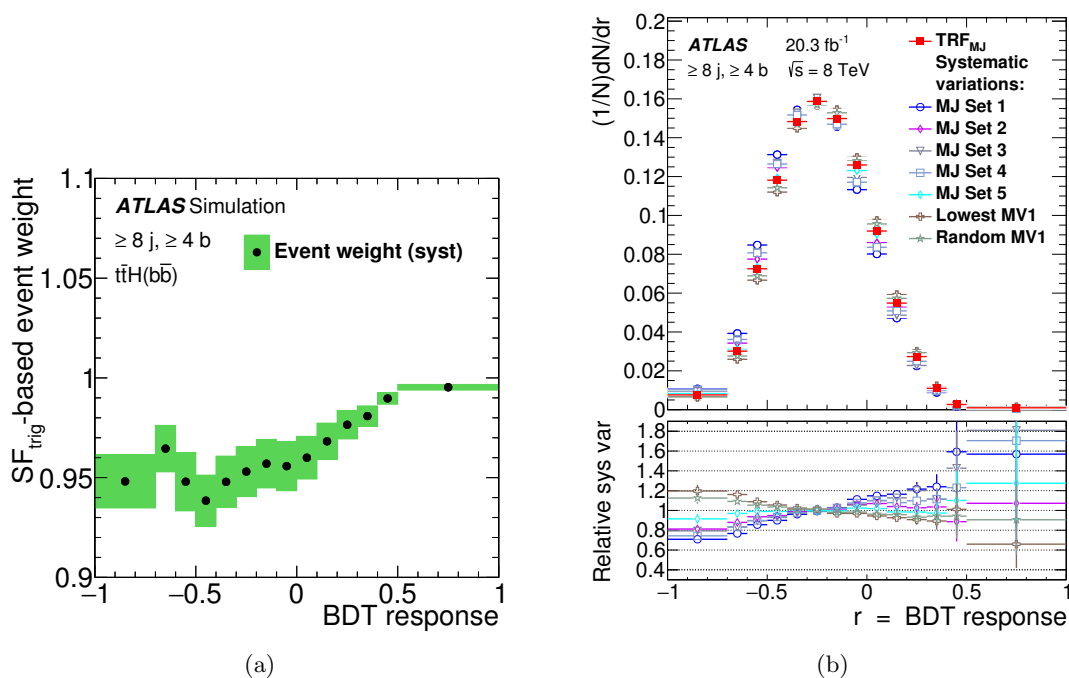 SF_trig-based event weight
1.1
1.05
1
0.95
0.9
ATLAS Simulation
≥ 8 j, ≥ 4 b
tt̄H(bb̄)
Event weight (syst)
−1 −0.5 0 0.5 1
BDT response
(a)
(1/N)dN/dr
0.2
0.18
0.16
0.14
0.12
0.1
0.08
0.06
0.04
0.02
0
ATLAS 20.3 fb⁻¹
≥ 8 j, ≥ 4 b √s = 8 TeV
TRF_MJ
Systematic
variations:
MJ Set 1
MJ Set 2
MJ Set 3
MJ Set 4
MJ Set 5
Lowest MV1
Random MV1
Relative sys var
1.8
1.6
1.4
1.2
1
0.8
0.6
0.4
−1 −0.5 0 0.5 1
r = BDT response
(b)